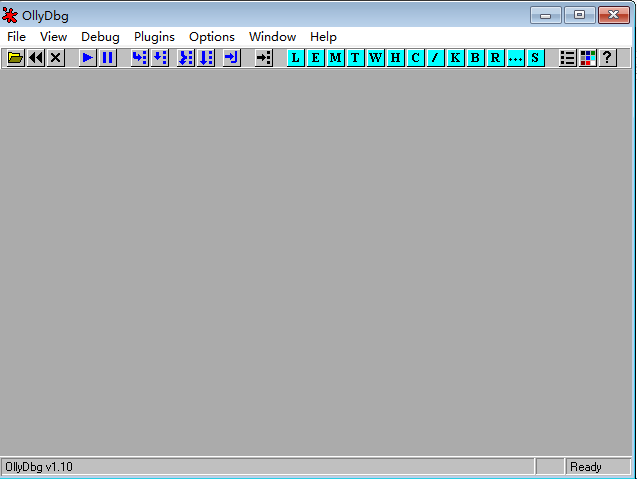 OllyDbg
File View Debug Plugins Options Window Help
L E M T W H C / K B R ... S ?
OllyDbg v1.10 Ready